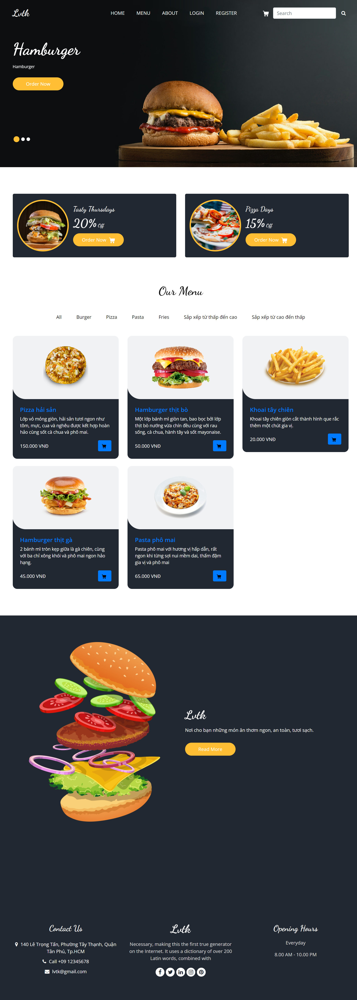 Lvtk
HOME MENU ABOUT LOGIN REGISTER
Search
Hamburger
Hamburger
Order Now
Tasty Thursdays
20% Off
Order Now
Pizza Days
15% Off
Order Now
Our Menu
All Burger Pizza Pasta Fries Sắp xếp từ thấp đến cao Sắp xếp từ cao đến thấp
Pizza hải sản
Lớp vỏ mỏng giòn, hải sản tươi ngon như
tôm, mực, cua và nghêu được kết hợp hoàn
hảo cùng sốt cà chua và phô mai.
150.000 VNĐ
Hamburger thịt bò
Một lớp bánh mì giòn tan, bao bọc bởi lớp
thịt bò nướng vừa chín đều cùng với rau
sống, cà chua, hành tây và sốt mayonaise.
50.000 VNĐ
Khoai tây chiên
Khoai tây chiên giòn cắt thành hình que rắc
thêm một chút gia vị.
20.000 VNĐ
Hamburger thịt gà
2 bánh mì tròn kẹp giữa là gà chiên, cùng
với ba chỉ xông khói và phô mai ngon hảo
hạng.
45.000 VNĐ
Pasta phô mai
Pasta phô mai với hương vị hấp dẫn, rất
ngon khi từng sợi nui mềm dai, thấm đậm
gia vị và phô mai
65.000 VNĐ
Lvtk
Nơi cho bạn những món ăn thơm ngon, an toàn, tươi sạch.
Read More
Contact Us
140 Lê Trọng Tấn, Phường Tây Thạnh, Quận
Tân Phú, Tp.HCM
Call +09 12345678
lvtk@gmail.com
Lvtk
Necessary, making this the first true generator
on the Internet. It uses a dictionary of over 200
Latin words, combined with
Opening Hours
Everyday
8.00 AM - 10.00 PM